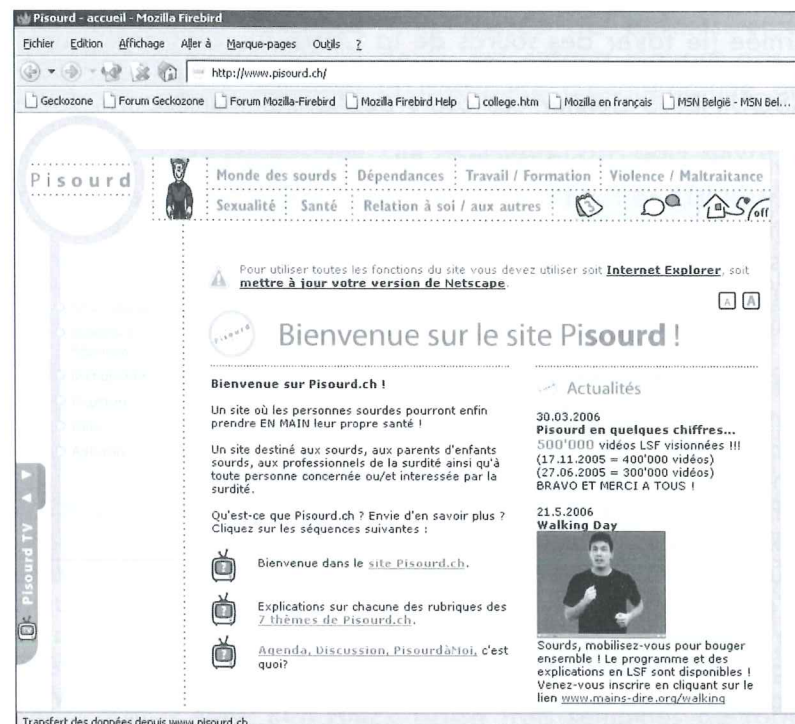 Pisourd - accueil - Mozilla Firebird
Fichier Edition Affichage Aller à Marque-pages Outils ?
http://www.pisourd.ch/
Geckozone Forum Geckozone Forum Mozilla-Firebird Mozilla Firebird Help college.htm Mozilla en français MSN België - MSN Bel...
Pisourd
Monde des sourds Dépendances Travail / Formation Violence / Maltraitance
Sexualité Santé Relation à soi / aux autres 3 off
Pour utiliser toutes les fonctions du site vous devez utiliser soit Internet Explorer, soit
mettre à jour votre version de Netscape.
A A
pisourd
Bienvenue sur le site Pisourd !
Bienvenue sur Pisourd.ch !
Un site où les personnes sourdes pourront enfin
prendre EN MAIN leur propre santé !
Un site destiné aux sourds, aux parents d'enfants
sourds, aux professionnels de la surdité ainsi qu'à
toute personne concernée ou/et interessée par la
surdité.
Qu'est-ce que Pisourd.ch ? Envie d'en savoir plus ?
Cliquez sur les séquences suivantes :
? Bienvenue dans le site Pisourd.ch.
? Explications sur chacune des rubriques des
7 thèmes de Pisourd.ch.
? Agenda, Discussion, PisourdàMoi, c'est
quoi?
Actualités
30.03.2006
Pisourd en quelques chiffres...
500'000 vidéos LSF visionnées !!!
(17.11.2005 = 400'000 vidéos)
(27.06.2005 = 300'000 vidéos)
BRAVO ET MERCI A TOUS !
21.5.2006
Walking Day
Sourds, mobilisez-vous pour bouger
ensemble ! Le programme et des
explications en LSF sont disponibles !
Venez-vous inscrire en cliquant sur le
lien www.mains-dire.org/walking
Pisourd TV
Transfert des données depuis www.pisourd.ch